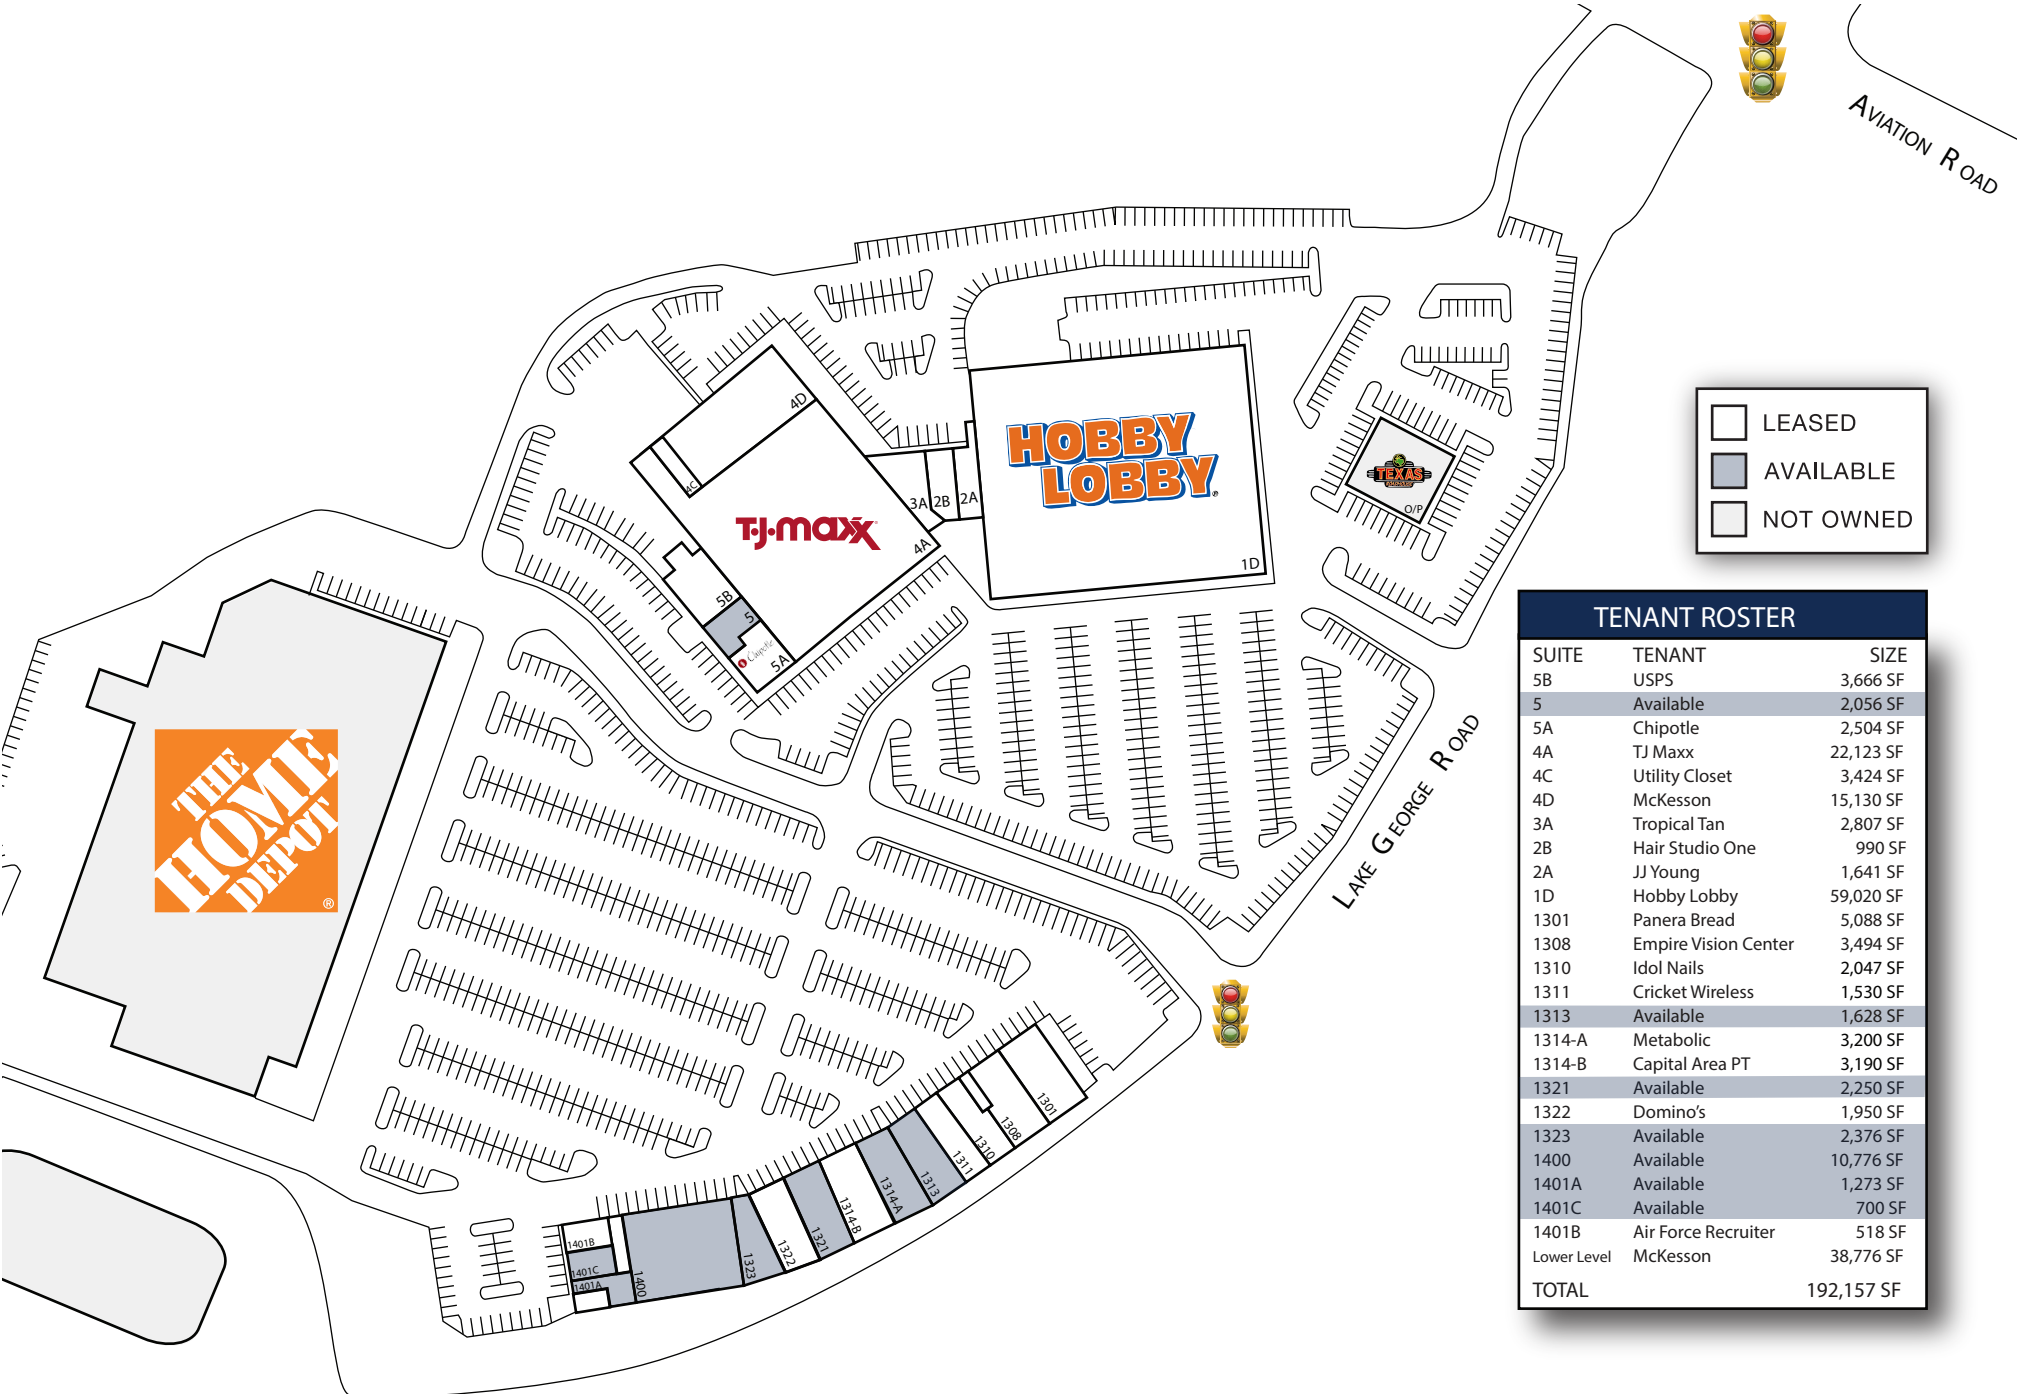 AVIATION ROAD
4D
4C
HOBBY
LOBBY®
3A
2B
2A
T·J·maxx
4A
1D
TEXAS
O/P
5B
5
Chipotle
5A
LEASED
AVAILABLE
NOT OWNED
THE
HOME
DEPOT
®
LAKE GEORGE ROAD
1301
1308
1310
1311
1313
1314-A
1314-B
1321
1322
1323
1400
1401B
1401C
1401A
TENANT ROSTER
SUITE TENANT SIZE
5B USPS 3,666 SF
5 Available 2,056 SF
5A Chipotle 2,504 SF
4A TJ Maxx 22,123 SF
4C Utility Closet 3,424 SF
4D McKesson 15,130 SF
3A Tropical Tan 2,807 SF
2B Hair Studio One 990 SF
2A JJ Young 1,641 SF
1D Hobby Lobby 59,020 SF
1301 Panera Bread 5,088 SF
1308 Empire Vision Center 3,494 SF
1310 Idol Nails 2,047 SF
1311 Cricket Wireless 1,530 SF
1313 Available 1,628 SF
1314-A Metabolic 3,200 SF
1314-B Capital Area PT 3,190 SF
1321 Available 2,250 SF
1322 Domino's 1,950 SF
1323 Available 2,376 SF
1400 Available 10,776 SF
1401A Available 1,273 SF
1401C Available 700 SF
1401B Air Force Recruiter 518 SF
Lower Level McKesson 38,776 SF
TOTAL 192,157 SF